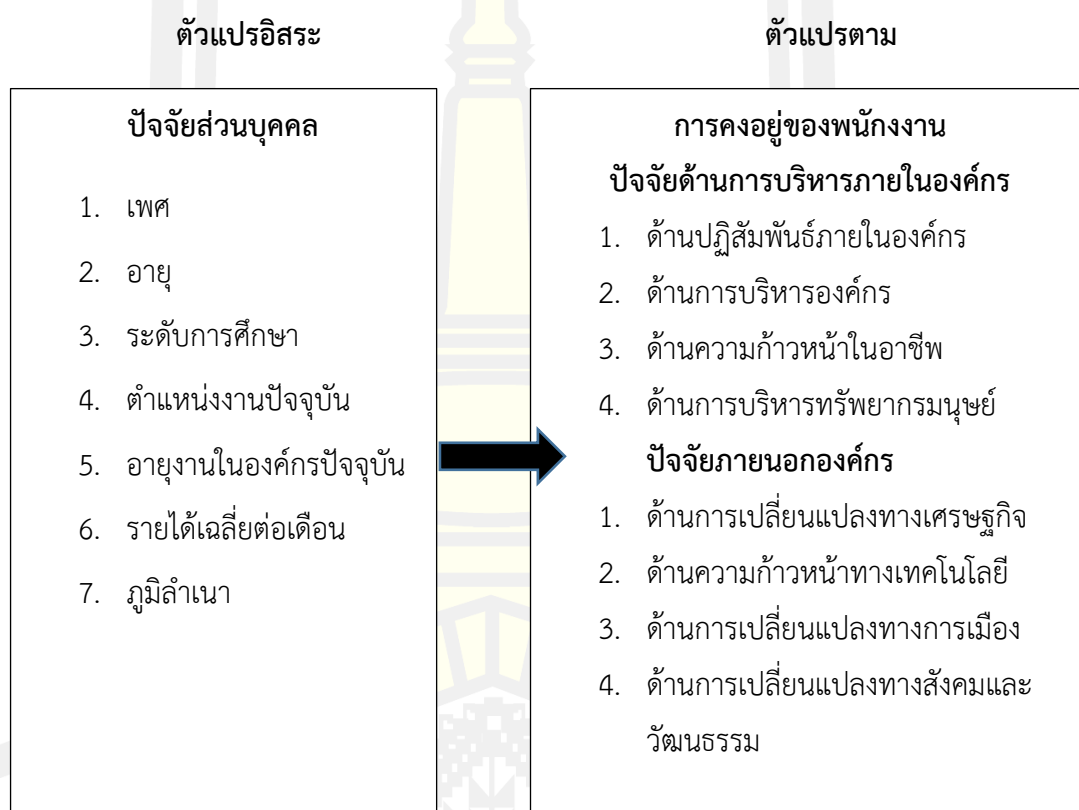 ตัวแปรอิสระ
ตัวแปรตาม
ปัจจัยส่วนบุคคล
1. เพศ
2. อายุ
3. ระดับการศึกษา
4. ตำแหน่งงานปัจจุบัน
5. อายุงานในองค์กรปัจจุบัน
6. รายได้เฉลี่ยต่อเดือน
7. ภูมิลำเนา
การคงอยู่ของพนักงงาน
ปัจจัยด้านการบริหารภายในองค์กร
1. ด้านปฏิสัมพันธ์ภายในองค์กร
2. ด้านการบริหารองค์กร
3. ด้านความก้าวหน้าในอาชีพ
4. ด้านการบริหารทรัพยากรมนุษย์
ปัจจัยภายนอกองค์กร
1. ด้านการเปลี่ยนแปลงทางเศรษฐกิจ
2. ด้านความก้าวหน้าทางเทคโนโลยี
3. ด้านการเปลี่ยนแปลงทางการเมือง
4. ด้านการเปลี่ยนแปลงทางสังคมและ
วัฒนธรรม